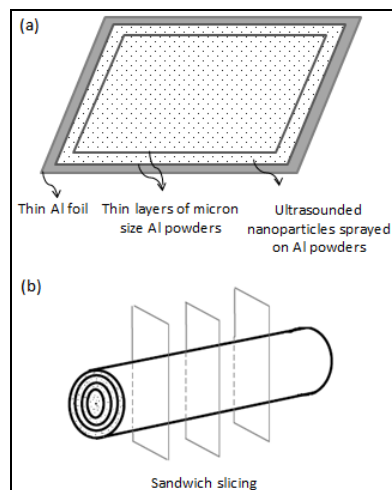 (a)
Thin Al foil
Thin layers of micron
size Al powders
Ultrasounded
nanoparticles sprayed
on Al powders
(b)
Sandwich slicing